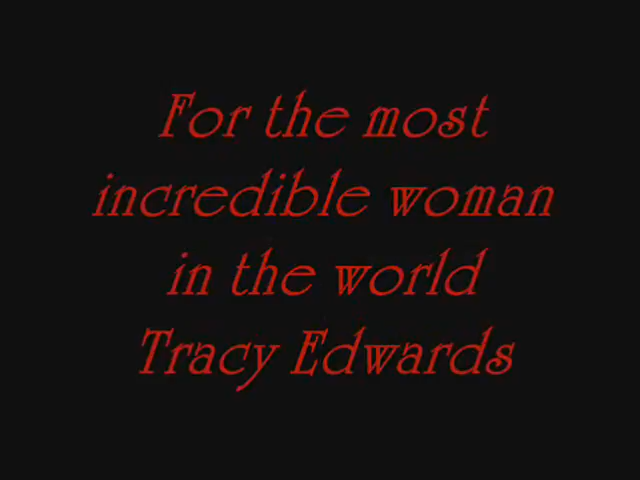 For the most
incredible woman
in the world
Tracy Edwards